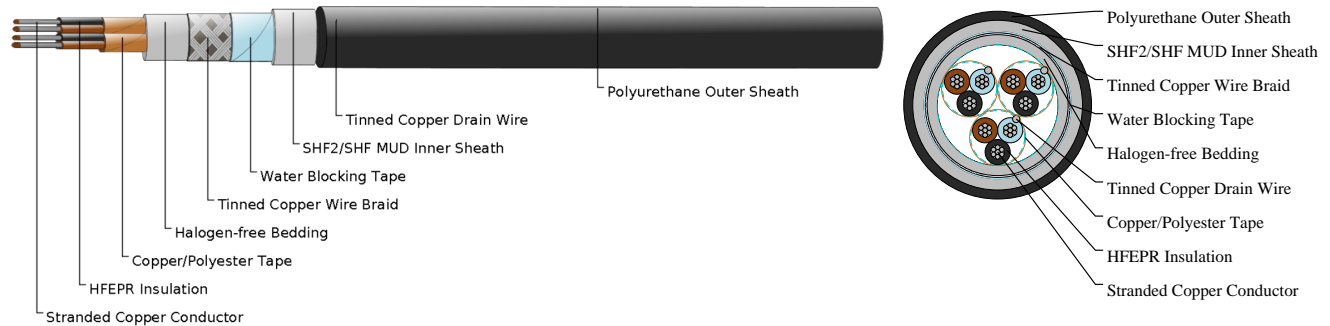 Polyurethane Outer Sheath
Tinned Copper Drain Wire
SHF2/SHF MUD Inner Sheath
Water Blocking Tape
Tinned Copper Wire Braid
Halogen-free Bedding
Copper/Polyester Tape
HFEPR Insulation
Stranded Copper Conductor
Polyurethane Outer Sheath
SHF2/SHF MUD Inner Sheath
Tinned Copper Wire Braid
Water Blocking Tape
Halogen-free Bedding
Tinned Copper Drain Wire
Copper/Polyester Tape
HFEPR Insulation
Stranded Copper Conductor